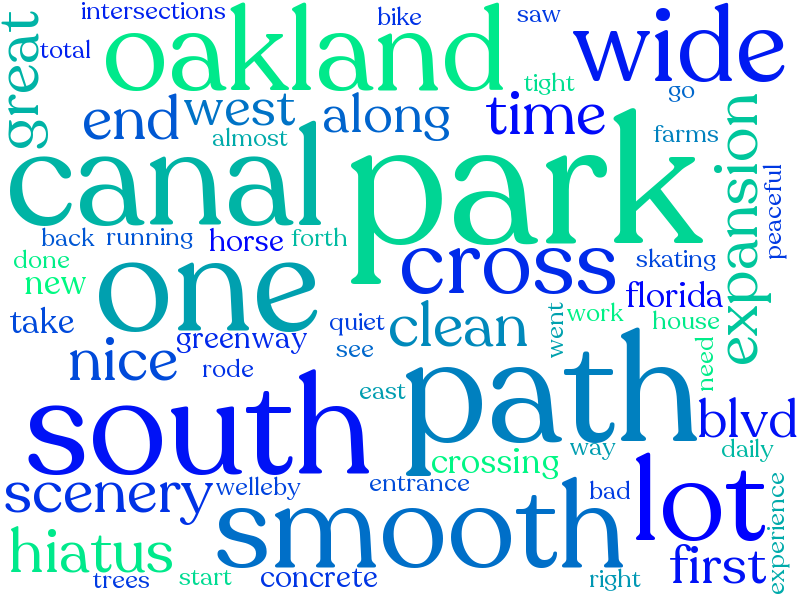 intersections
bike
saw
great
total
oakland
wide
tight
go
end
west
along
time
almost
farms
canal
park
expansion
peaceful
back
running
horse
forth
cross
skating
done
new
one
florida
take
greenway
quiet
clean
went
work
house
nice
rode
see
need
east
path
south
blvd
crossing
way
daily
scenery
welleby
entrance
smooth
bad
lot
experience
hiatus
first
trees
start
concrete
right